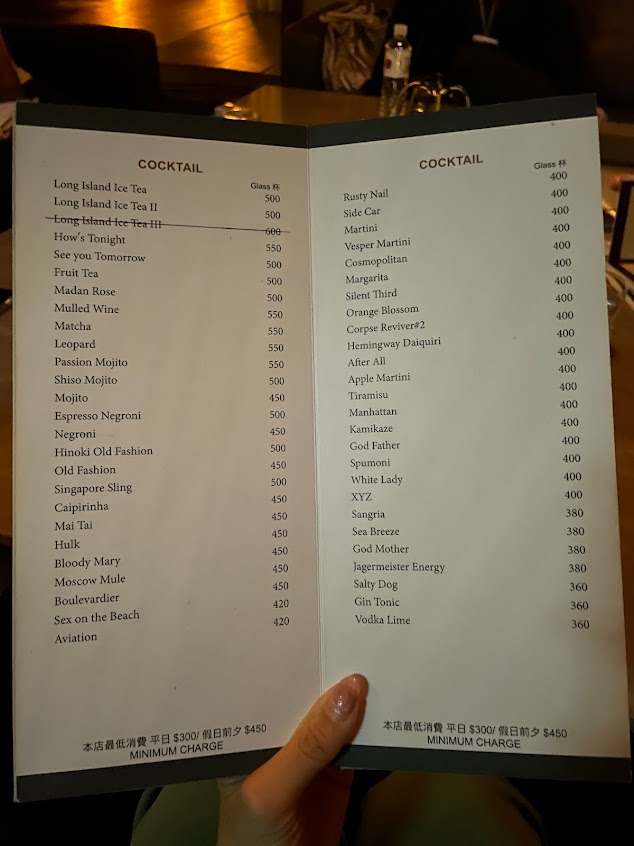 COCKTAIL
Glass 杯
Long Island Ice Tea 500
Long Island Ice Tea II 500
Long Island Ice Tea III 600
How's Tonight 550
See you Tomorrow 500
Fruit Tea 500
Madan Rose 500
Mulled Wine 550
Matcha 550
Leopard 550
Passion Mojito 550
Shiso Mojito 500
Mojito 450
Espresso Negroni 500
Negroni 450
Hinoki Old Fashion 500
Old Fashion 450
Singapore Sling 500
Caipirinha 450
Mai Tai 450
Hulk 450
Bloody Mary 450
Moscow Mule 450
Boulevardier 450
Sex on the Beach 420
Aviation 420
本店最低消費 平日 $300/ 假日前夕 $450
MINIMUM CHARGE
COCKTAIL
Glass 杯
Rusty Nail 400
Side Car 400
Martini 400
Vesper Martini 400
Cosmopolitan 400
Margarita 400
Silent Third 400
Orange Blossom 400
Corpse Reviver#2 400
Hemingway Daiquiri 400
After All 400
Apple Martini 400
Tiramisu 400
Manhattan 400
Kamikaze 400
God Father 400
Spumoni 400
White Lady 400
XYZ 400
Sangria 380
Sea Breeze 380
God Mother 380
Jagermeister Energy 380
Salty Dog 360
Gin Tonic 360
Vodka Lime 360
本店最低消費 平日 $300/ 假日前夕 $450
MINIMUM CHARGE